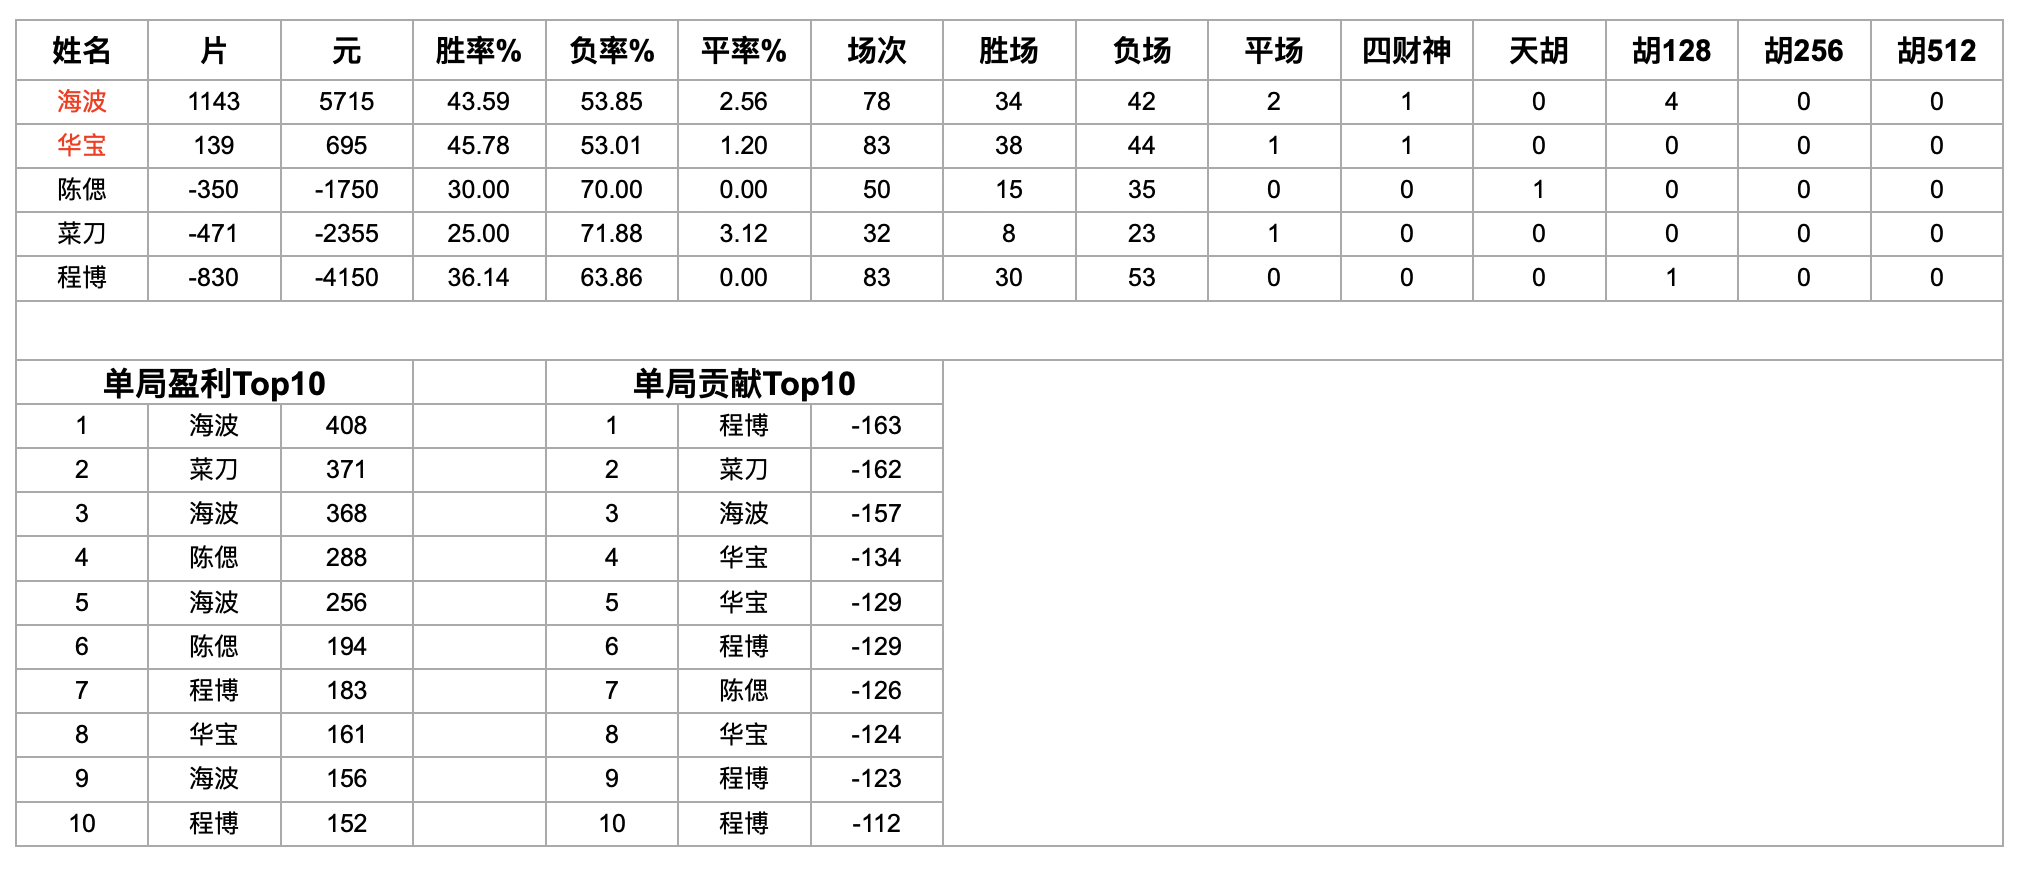 姓名 片 元 胜率% 负率% 平率% 场次 胜场 负场 平场 四财神 天胡 胡128 胡256 胡512
海波 1143 5715 43.59 53.85 2.56 78 34 42 2 1 0 4 0 0
华宝 139 695 45.78 53.01 1.20 83 38 44 1 1 0 0 0 0
陈偲 -350 -1750 30.00 70.00 0.00 50 15 35 0 0 1 0 0 0
菜刀 -471 -2355 25.00 71.88 3.12 32 8 23 1 0 0 0 0 0
程博 -830 -4150 36.14 63.86 0.00 83 30 53 0 0 0 1 0 0
单局盈利Top10 单局贡献Top10
1 海波 408 1 程博 -163
2 菜刀 371 2 菜刀 -162
3 海波 368 3 海波 -157
4 陈偲 288 4 华宝 -134
5 海波 256 5 华宝 -129
6 陈偲 194 6 程博 -129
7 程博 183 7 陈偲 -126
8 华宝 161 8 华宝 -124
9 海波 156 9 程博 -123
10 程博 152 10 程博 -112